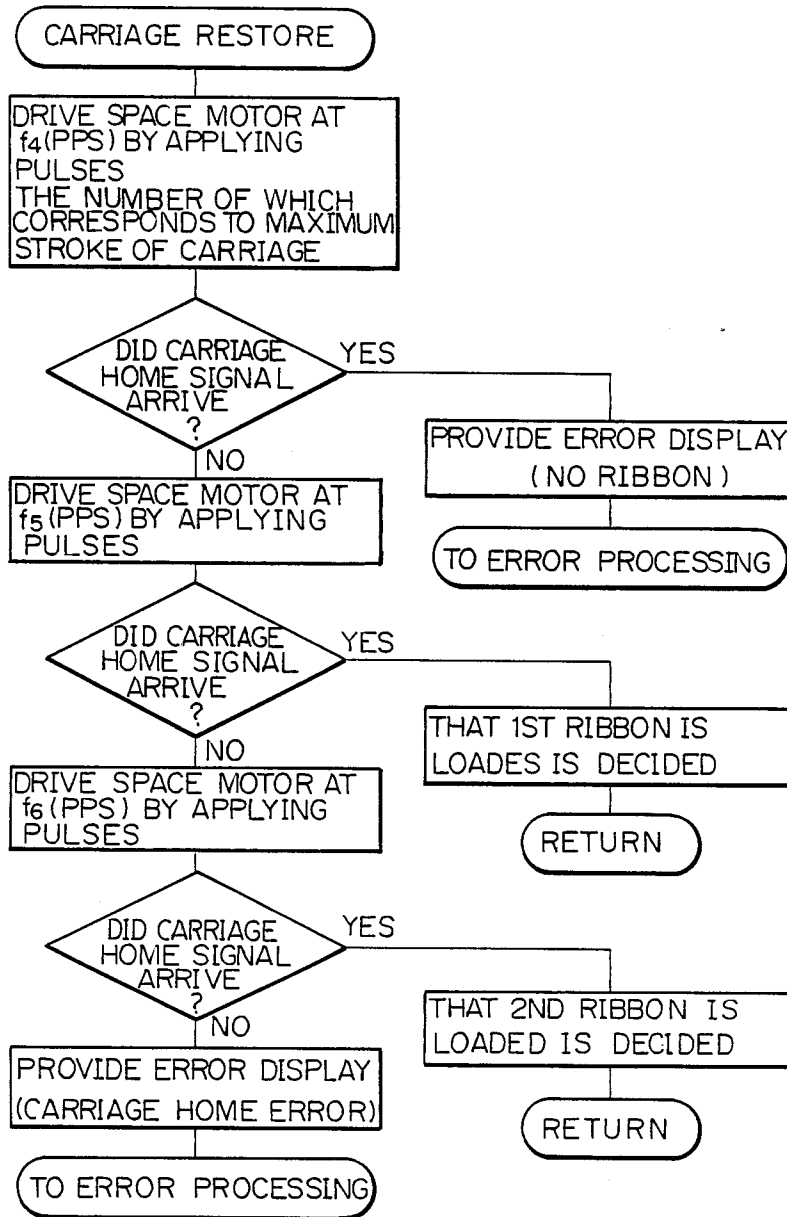 CARRIAGE RESTORE
DRIVE SPACE MOTOR AT
f4(PPS) BY APPLYING
PULSES
THE NUMBER OF WHICH
CORRESPONDS TO MAXIMUM
STROKE OF CARRIAGE
DID CARRIAGE
HOME SIGNAL
ARRIVE
?
YES
NO
PROVIDE ERROR DISPLAY
(NO RIBBON)
TO ERROR PROCESSING
DRIVE SPACE MOTOR AT
f5(PPS) BY APPLYING
PULSES
DID CARRIAGE
HOME SIGNAL
ARRIVE
?
YES
NO
THAT 1ST RIBBON IS
LOADES IS DECIDED
RETURN
DRIVE SPACE MOTOR AT
f6(PPS) BY APPLYING
PULSES
DID CARRIAGE
HOME SIGNAL
ARRIVE
?
YES
NO
THAT 2ND RIBBON IS
LOADED IS DECIDED
RETURN
PROVIDE ERROR DISPLAY
(CARRIAGE HOME ERROR)
TO ERROR PROCESSING